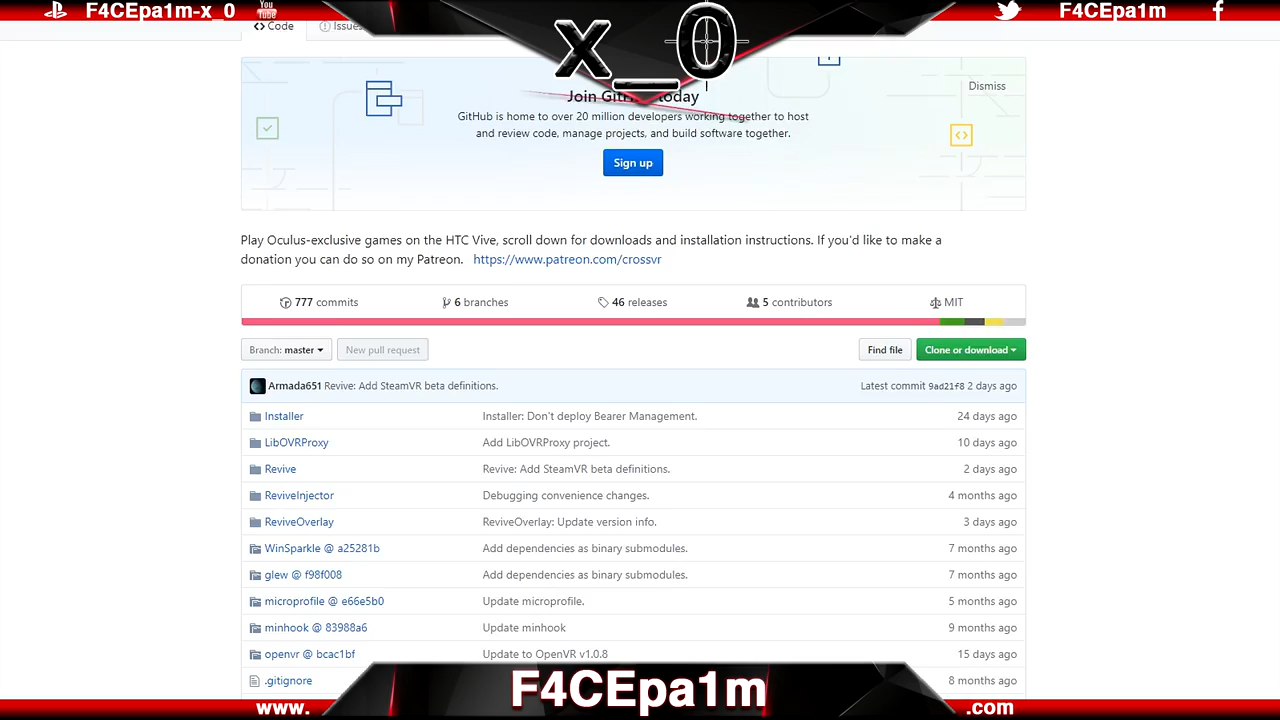 F4CEpa1m-x_0
You
Tube
x_0
F4CEpa1m
Code
Issues
Dismiss
GitHub is home to over 20 million developers working together to host
and review code, manage projects, and build software together.
Sign up
Play Oculus-exclusive games on the HTC Vive, scroll down for downloads and installation instructions. If you'd like to make a
donation you can do so on my Patreon. https://www.patreon.com/crossvr
777 commits
6 branches
46 releases
5 contributors
MIT
Branch: master
New pull request
Find file
Clone or download
Armada651 Revive: Add SteamVR beta definitions.
Latest commit 9ad21f8 2 days ago
Installer
Installer: Don't deploy Bearer Management.
24 days ago
LibOVRProxy
Add LibOVRProxy project.
10 days ago
Revive
Revive: Add SteamVR beta definitions.
2 days ago
ReviveInjector
Debugging convenience changes.
4 months ago
ReviveOverlay
ReviveOverlay: Update version info.
3 days ago
WinSparkle @ a25281b
Add dependencies as binary submodules.
7 months ago
glew @ f98f008
Add dependencies as binary submodules.
7 months ago
microprofile @ e66e5b0
Update microprofile.
5 months ago
minhook @ 83988a6
Update minhook
9 months ago
openvr @ bcac1bf
Update to OpenVR v1.0.8
15 days ago
.gitignore
8 months ago
www.
F4CEpa1m
.com